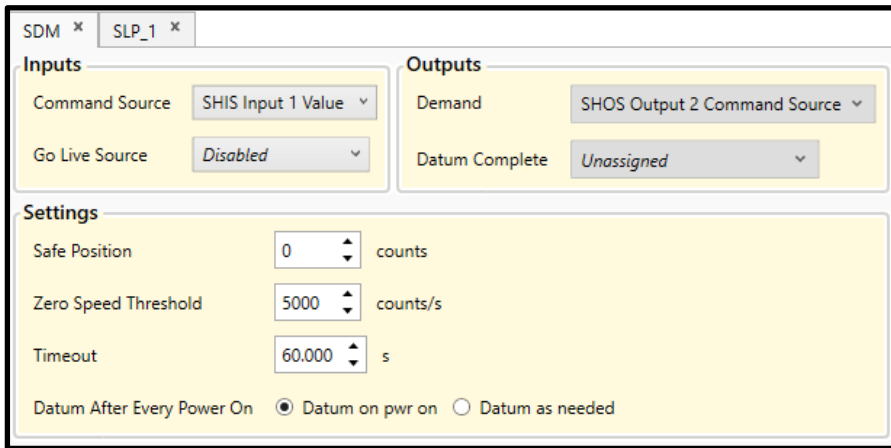 SDM × SLP_1 ×
Inputs
Command Source SHIS Input 1 Value
Go Live Source Disabled
Outputs
Demand SHOS Output 2 Command Source
Datum Complete Unassigned
Settings
Safe Position 0 counts
Zero Speed Threshold 5000 counts/s
Timeout 60.000 s
Datum After Every Power On Datum on pwr on Datum as needed